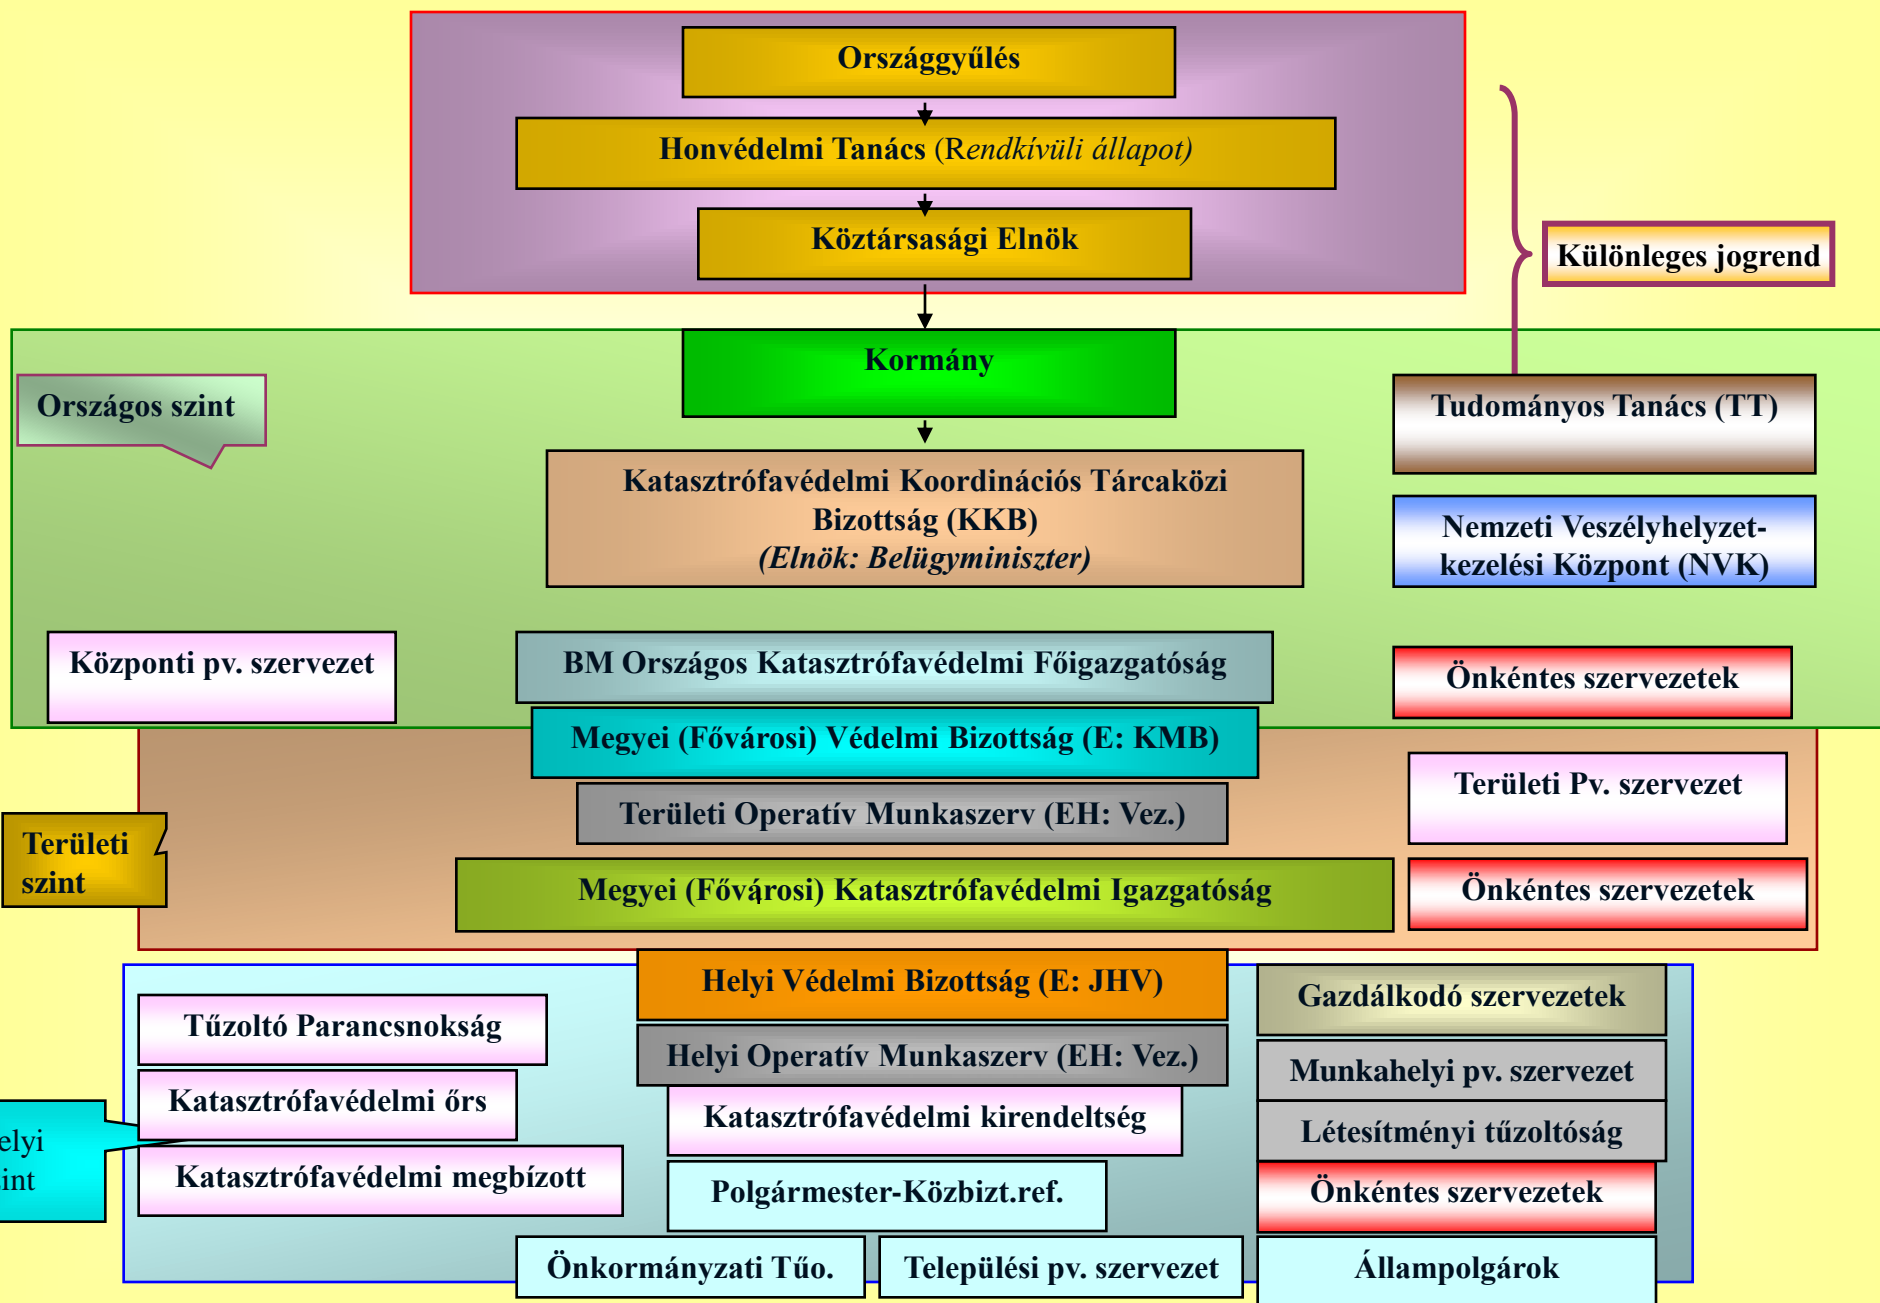 Országgyűlés
Honvédelmi Tanács (Rendkívüli állapot)
Köztársasági Elnök
Különleges jogrend
Kormány
Országos szint
Tudományos Tanács (TT)
Katasztrófavédelmi Koordinációs Tárcaközi
Bizottság (KKB)
(Elnök: Belügyminiszter)
Nemzeti Veszélyhelyzet-
kezelési Központ (NVK)
Központi pv. szervezet
BM Országos Katasztrófavédelmi Főigazgatóság
Önkéntes szervezetek
Megyei (Fővárosi) Védelmi Bizottság (E: KMB)
Területi Pv. szervezet
Területi Operatív Munkaszerv (EH: Vez.)
Területi
szint
Megyei (Fővárosi) Katasztrófavédelmi Igazgatóság
Önkéntes szervezetek
Helyi Védelmi Bizottság (E: JHV)
Gazdálkodó szervezetek
Tűzoltó Parancsnokság
Helyi Operatív Munkaszerv (EH: Vez.)
Munkahelyi pv. szervezet
Katasztrófavédelmi őrs
Katasztrófavédelmi kirendeltség
Létesítményi tűzoltóság
elyi
int
Katasztrófavédelmi megbízott
Polgármester-Közbizt.ref.
Önkéntes szervezetek
Önkormányzati Tűo.
Települési pv. szervezet
Állampolgárok